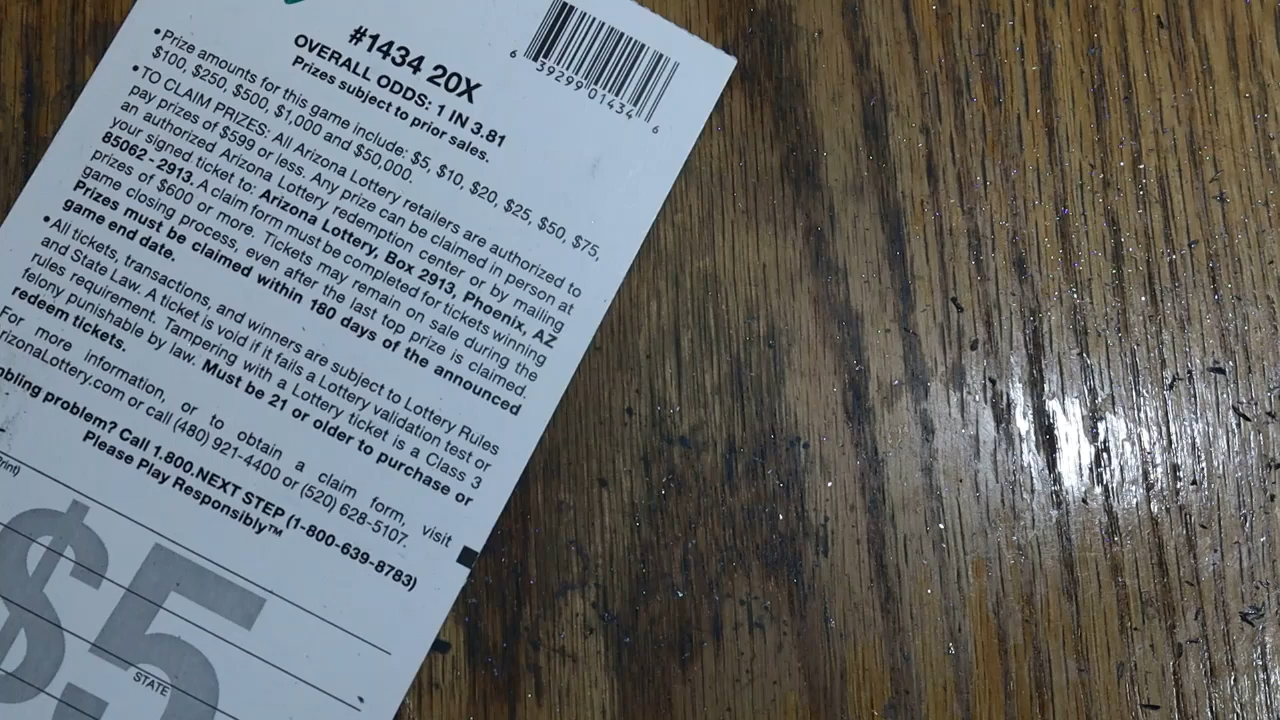 #1434 20X
OVERALL ODDS: 1 IN 3.81
Prizes subject to prior sales.
6 39299 01434 6
•Prize amounts for this game include: $5, $10, $20, $25, $50, $75,
$100, $250, $500, $1,000 and $50,000.
•TO CLAIM PRIZES: All Arizona Lottery retailers are authorized to
pay prizes of $599 or less. Any prize can be claimed in person at
an authorized Arizona Lottery redemption center or by mailing
your signed ticket to: Arizona Lottery, Box 2913, Phoenix, AZ
85062 - 2913. A claim form must be completed for tickets winning
prizes of $600 or more. Tickets may remain on sale during the
game closing process, even after the last top prize is claimed.
Prizes must be claimed within 180 days of the announced
game end date.
•All tickets, transactions, and winners are subject to Lottery Rules
and State Law. A ticket is void if it fails a Lottery validation test or
rules requirement. Tampering with a Lottery ticket is a Class 3
felony punishable by law. Must be 21 or older to purchase or
redeem tickets.
For more information, or to obtain a claim form, visit
rizonaLottery.com or call (480) 921-4400 or (520) 628-5107.
mbling problem? Call 1.800.NEXT STEP (1-800-639-8783)
Please Play Responsibly™
Print)
$5
STATE